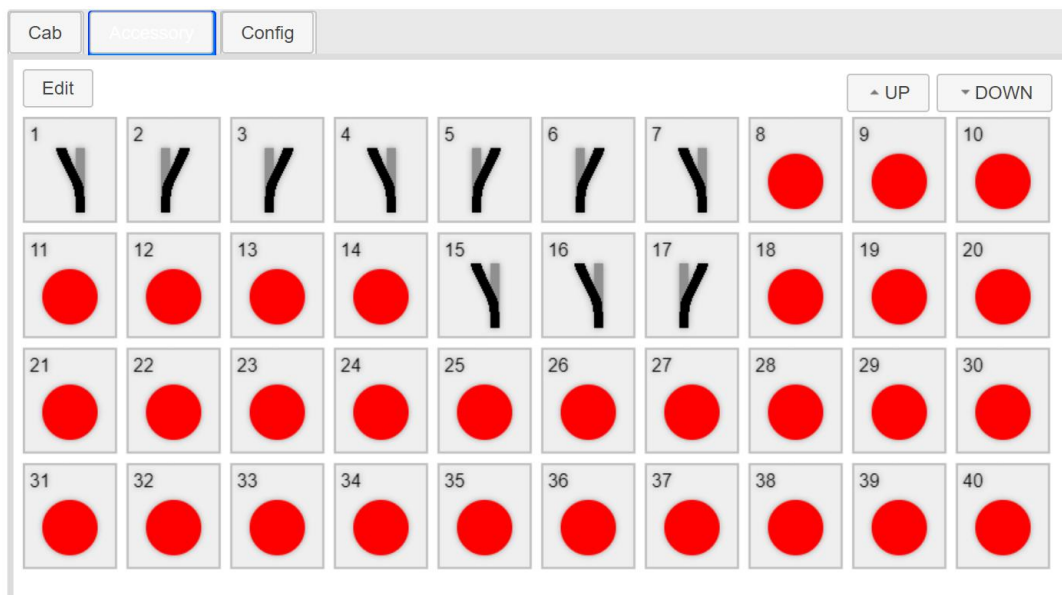 Cab Accessory Config
Edit UP DOWN
1 2 3 4 5 6 7 8 9 10
11 12 13 14 15 16 17 18 19 20
21 22 23 24 25 26 27 28 29 30
31 32 33 34 35 36 37 38 39 40